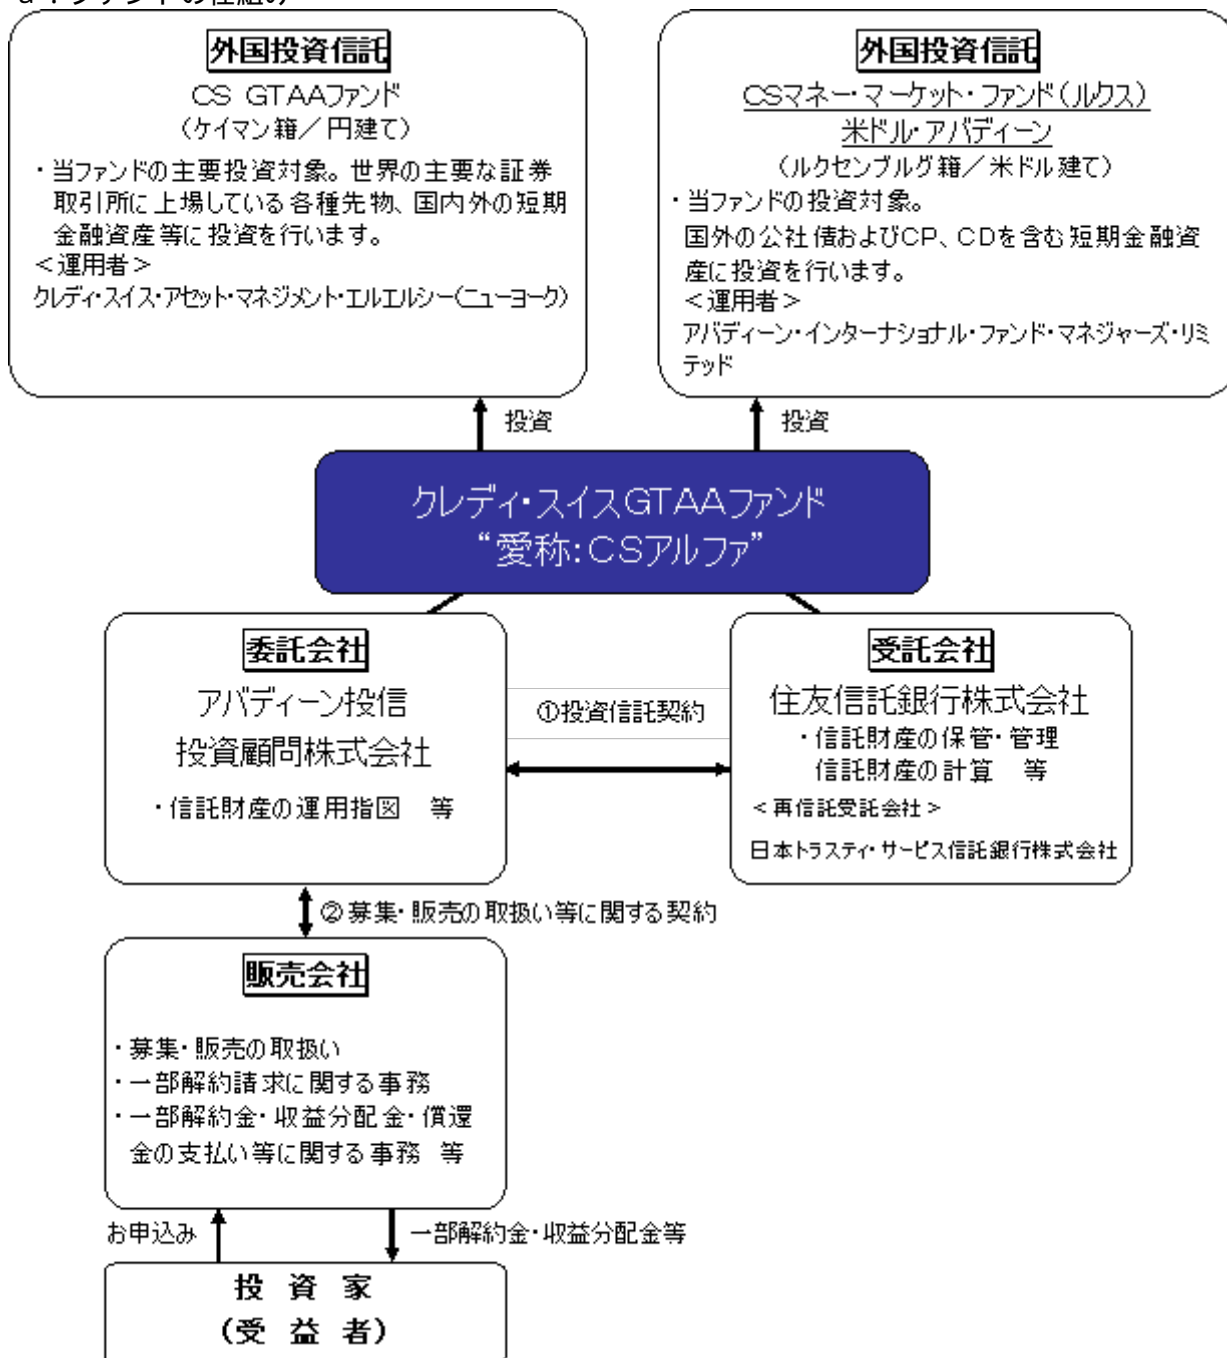 a．ファンドの仕組み
外国投資信託
CS GTAAファンド
（ケイマン籍／円建て）
・当ファンドの主要投資対象。世界の主要な証券
取引所に上場している各種先物、国内外の短期
金融資産等に投資を行います。
＜運用者＞
クレディ・スイス・アセット・マネジメント・エルエルシー（ニューヨーク）
外国投資信託
CSマネー・マーケット・ファンド（ルクス）
米ドル・アバディーン
（ルクセンブルグ籍／米ドル建て）
・当ファンドの投資対象。
国外の公社債およびCP、CDを含む短期金融資
産に投資を行います。
＜運用者＞
アバディーン・インターナショナル・ファンド・マネジャーズ・リミ
テッド
投資
投資
クレディ・スイスGTAAファンド
“愛称：CSアルファ”
委託会社
アバディーン投信
投資顧問株式会社
・信託財産の運用指図　等
①投資信託契約
受託会社
住友信託銀行株式会社
・信託財産の保管・管理
信託財産の計算　等
＜再信託受託会社＞
日本トラスティ・サービス信託銀行株式会社
②募集・販売の取扱い等に関する契約
販売会社
・募集・販売の取扱い
・一部解約請求に関する事務
・一部解約金・収益分配金・償還
金の支払い等に関する事務　等
お申込み
一部解約金・収益分配金等
投　資　家
（受　益　者）